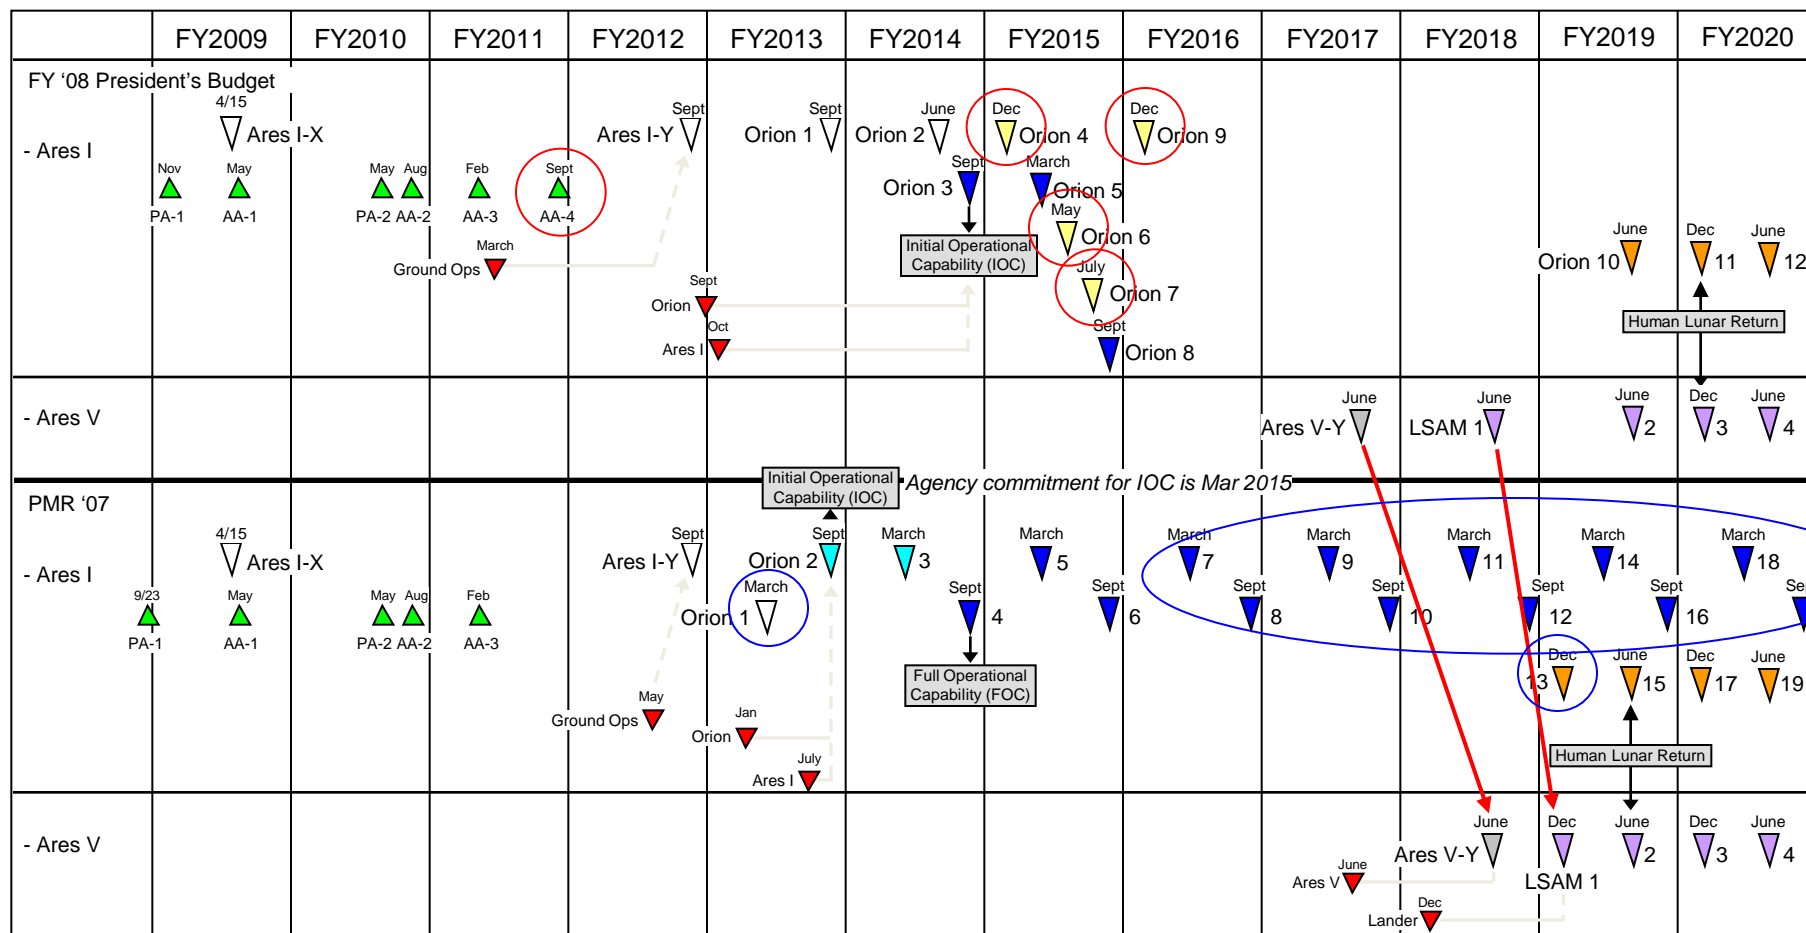 FY2009 FY2010 FY2011 FY2012 FY2013 FY2014 FY2015 FY2016 FY2017 FY2018 FY2019 FY2020
FY ‘08 President’s Budget
4/15 Sept Sept June Dec Dec
- Ares I Ares I-X Ares I-Y Orion 1 Orion 2 Orion 4 Orion 9
Nov May May Aug Feb Sept Sept March
Orion 3 Orion 5
PA-1 AA-1 PA-2 AA-2 AA-3 AA-4 May
Orion 6
March Initial Operational June Dec June
Ground Ops Capability (IOC) July Orion 10 11 12
Sept Orion 7
Orion Human Lunar Return
Oct Sept
Ares I Orion 8
- Ares V June June June Dec June
Ares V-Y LSAM 1 2 3 4
Initial Operational
Capability (IOC) Agency commitment for IOC is Mar 2015
PMR ‘07
4/15 Sept Sept March March March March March March March
Ares I-X Ares I-Y Orion 2 3 5 7 9 11 14 18
- Ares I
9/23 May May Aug Feb March Sept Sept Sept Sept Sept Sept Sep
Orion 1 4 6 8 10 12 16
PA-1 AA-1 PA-2 AA-2 AA-3
Dec June Dec June
Full Operational 13 15 17 19
Capability (FOC)
May
Ground Ops
Jan
Orion
Human Lunar Return
July
Ares I
June Dec June Dec June
- Ares V Ares V-Y 2 3 4
June
Ares V LSAM 1
Dec
Lander